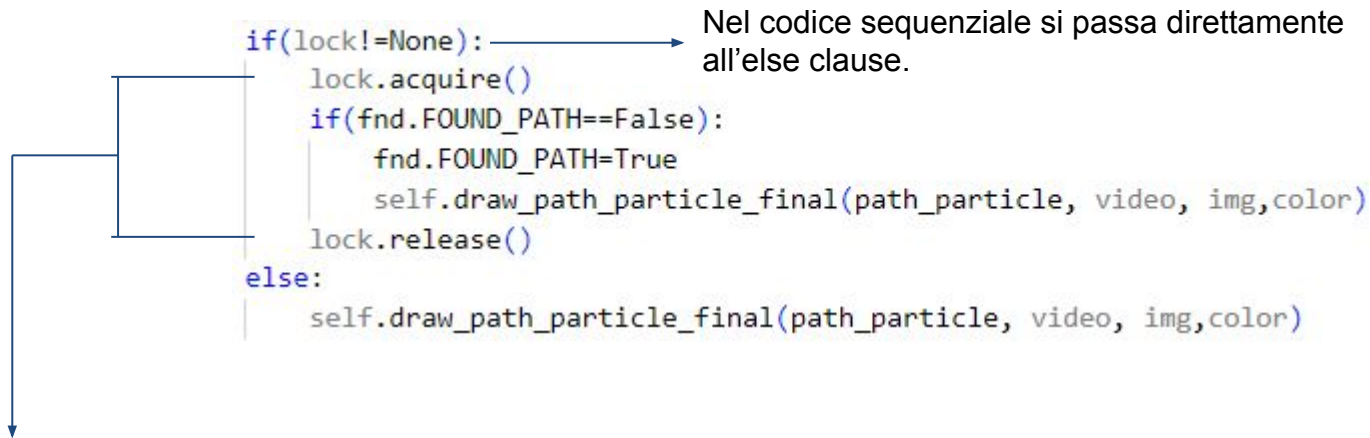 if(lock!=None):
Nel codice sequenziale si passa direttamente
all'else clause.
    lock.acquire()
    if(fnd.FOUND_PATH==False):
        fnd.FOUND_PATH=True
        self.draw_path_particle_final(path_particle, video, img,color)
    lock.release()
else:
    self.draw_path_particle_final(path_particle, video, img,color)